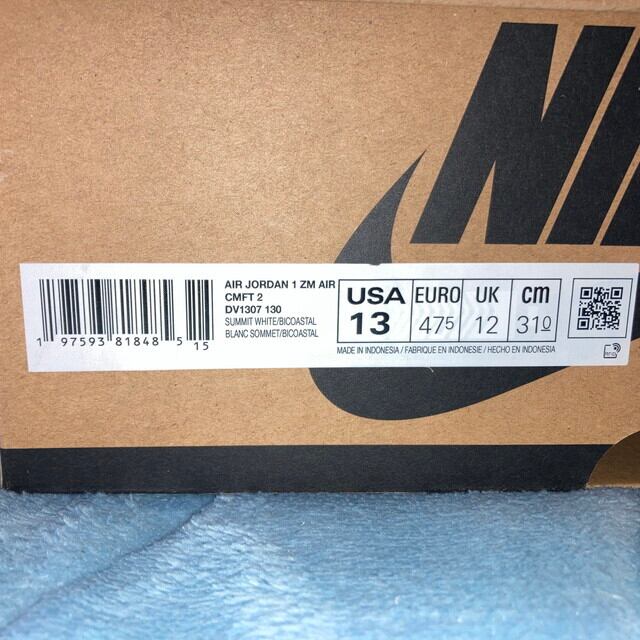 NIK
AIR JORDAN 1 ZM AIR
CMFT 2
DV1307 130
SUMMIT WHITE/BICOASTAL
BLANC SOMMET/BICOASTAL
1 97593 81848 5 15
USA EURO UK cm
13 47.5 12 31.0
MADE IN INDONESIA / FABRIQUE EN INDONESIE / HECHO EN INDONESIA